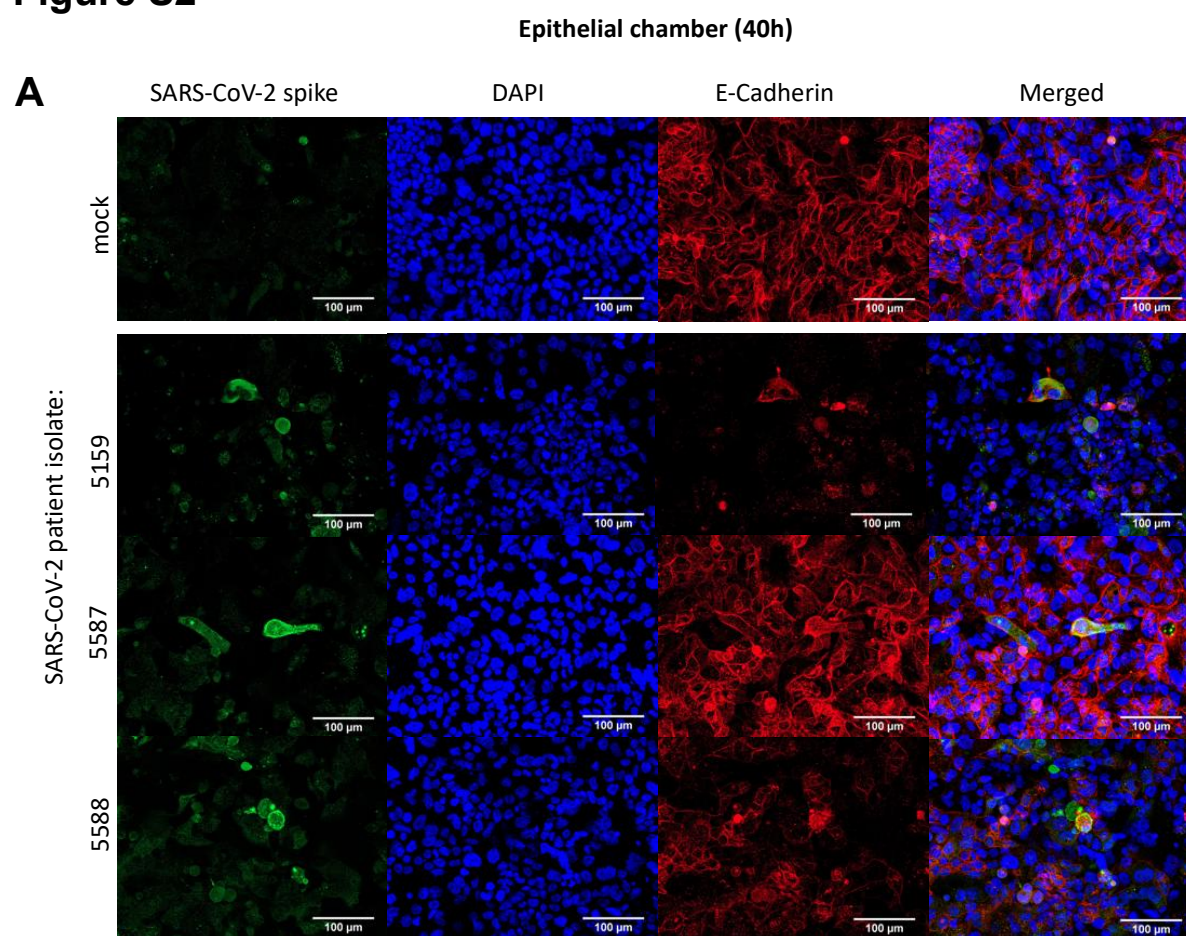 Figure S2
Epithelial chamber (40h)
A
SARS-CoV-2 spike DAPI E-Cadherin Merged
mock
100 µm 100 µm 100 µm 100 µm
SARS-CoV-2 patient isolate:
5159
100 µm 100 µm 100 µm 100 µm
5587
100 µm 100 µm 100 µm 100 µm
5588
100 µm 100 µm 100 µm 100 µm